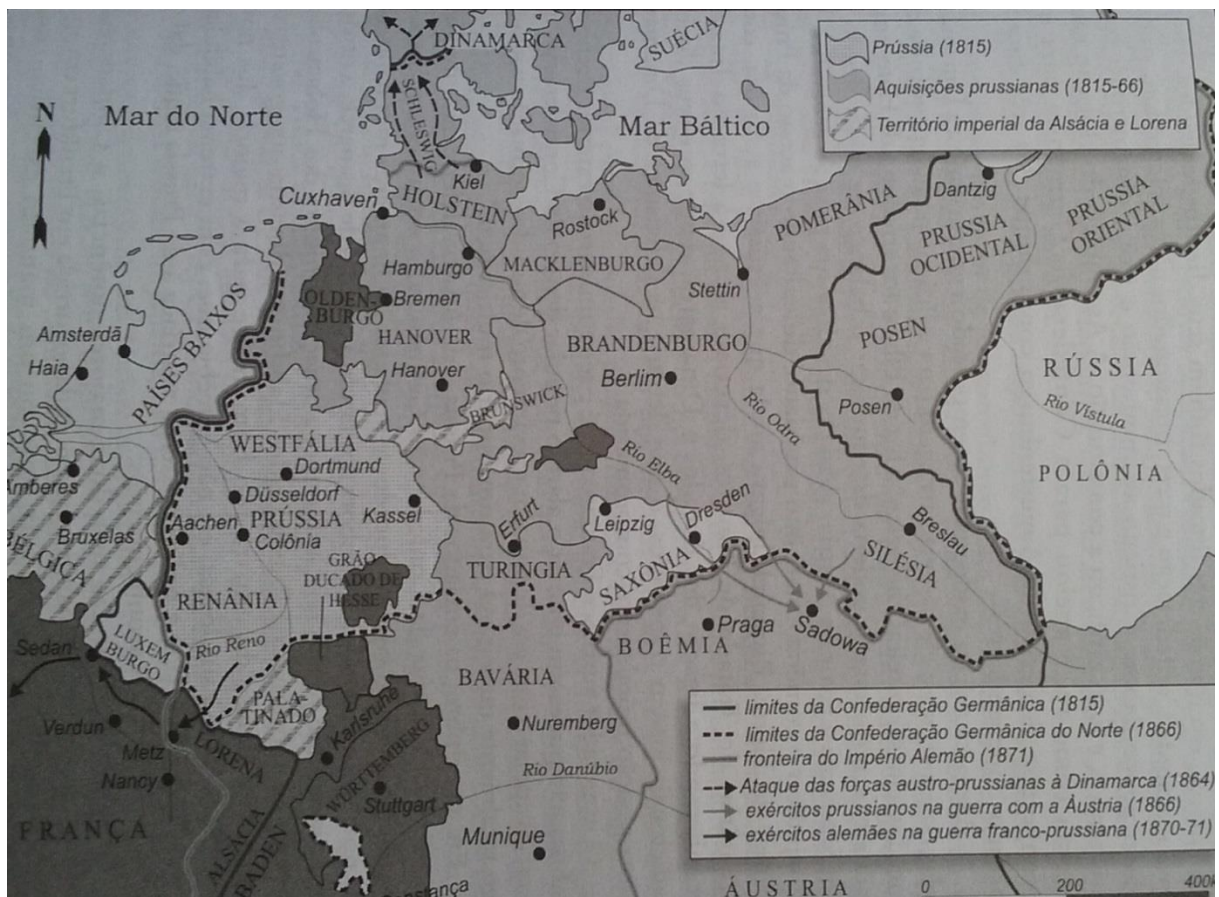 DINAMARCA
SUÉCIA
Prússia (1815)
Aquisições prussianas (1815-66)
Território imperial da Alsácia e Lorena
N
Mar do Norte
Mar Báltico
SCHLESWIG
Kiel
Cuxhaven
HOLSTEIN
Rostock
POMERÂNIA
Dantzig
PRUSSIA
OCIDENTAL
PRUSSIA
ORIENTAL
Hamburgo
MACKLENBURGO
Stettin
OLDEN-
BURGO
Bremen
HANOVER
Hanover
BRUNSWICK
BRANDENBURGO
Berlim
POSEN
Posen
RÚSSIA
Rio Vístula
POLÔNIA
Amsterdã
Haia
PAÍSES BAIXOS
WESTFÁLIA
Dortmund
Düsseldorf
Rio Elba
Rio Odra
Amberes
Bruxelas
BÉLGICA
Aachen
PRÚSSIA
Colônia
Kassel
Erfurt
Leipzig
Dresden
Breslau
GRÃO
DUCADO DE
HESSE
TURINGIA
SAXÔNIA
SILÉSIA
RENÂNIA
LUXEM
BURGO
Rio Reno
Praga
Sadowa
BOÊMIA
Sedan
PALA-
TINADO
BAVÁRIA
Verdun
Metz
LORENA
Karlsruhe
Nuremberg
Nancy
WÜRTTEMBERG
Stuttgart
Rio Danúbio
FRANÇA
ALSÁCIA
BADEN
Munique
Constança
ÁUSTRIA
limites da Confederação Germânica (1815)
limites da Confederação Germânica do Norte (1866)
fronteira do Império Alemão (1871)
Ataque das forças austro-prussianas à Dinamarca (1864)
exércitos prussianos na guerra com a Àustria (1866)
exércitos alemães na guerra franco-prussiana (1870-71)
0 200 400k